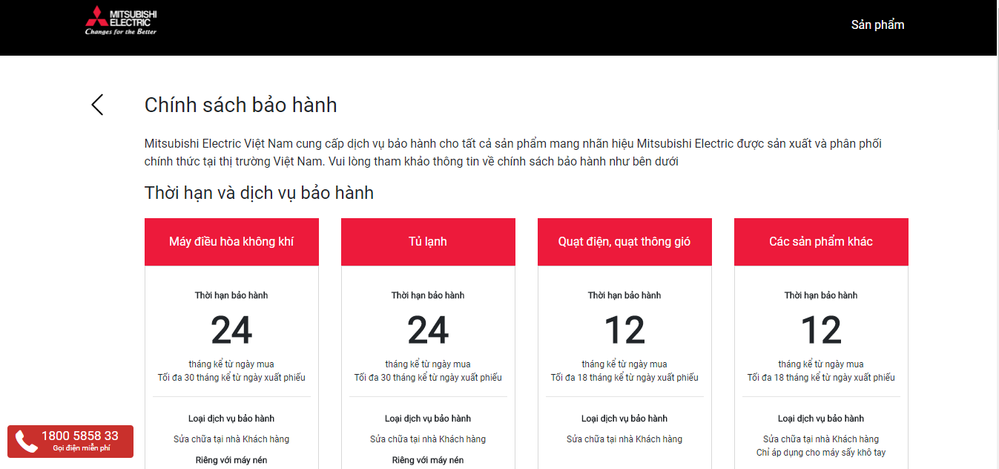 MITSUBISHI
ELECTRIC
Changes for the Better
Sản phẩm
Chính sách bảo hành
Mitsubishi Electric Việt Nam cung cấp dịch vụ bảo hành cho tất cả sản phẩm mang nhãn hiệu Mitsubishi Electric được sản xuất và phân phối
chính thức tại thị trường Việt Nam. Vui lòng tham khảo thông tin về chính sách bảo hành như bên dưới
Thời hạn và dịch vụ bảo hành
Máy điều hòa không khí
Thời hạn bảo hành
24
tháng kể từ ngày mua
Tối đa 30 tháng kể từ ngày xuất phiếu
Loại dịch vụ bảo hành
Sửa chữa tại nhà Khách hàng
Riêng với máy nén
Tủ lạnh
Thời hạn bảo hành
24
tháng kể từ ngày mua
Tối đa 30 tháng kể từ ngày xuất phiếu
Loại dịch vụ bảo hành
Sửa chữa tại nhà Khách hàng
Riêng với máy nén
Quạt điện, quạt thông gió
Thời hạn bảo hành
12
tháng kể từ ngày mua
Tối đa 18 tháng kể từ ngày xuất phiếu
Loại dịch vụ bảo hành
Sửa chữa tại nhà Khách hàng
Các sản phẩm khác
Thời hạn bảo hành
12
tháng kể từ ngày mua
Tối đa 18 tháng kể từ ngày xuất phiếu
Loại dịch vụ bảo hành
Sửa chữa tại nhà Khách hàng
Chỉ áp dụng cho máy sấy khô tay
1800 5858 33
Gọi điện miễn phí